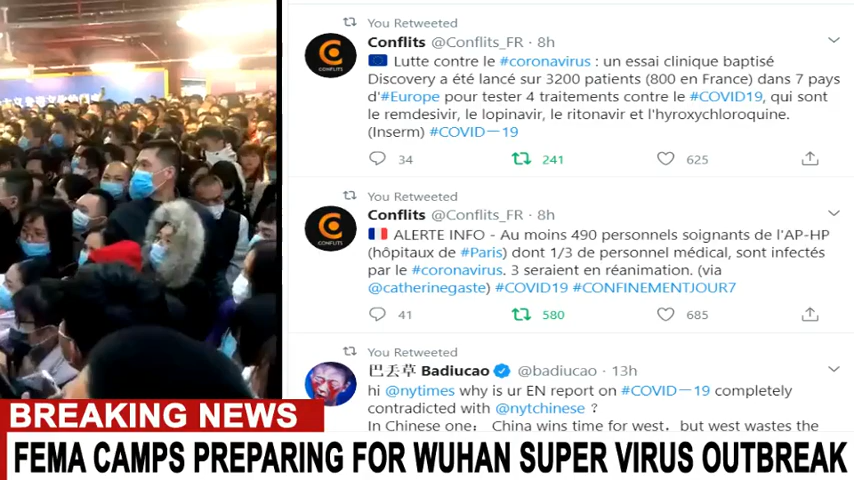 You Retweeted
Conflits @Conflits_FR · 8h
Lutte contre le #coronavirus : un essai clinique baptisé
Discovery a été lancé sur 3200 patients (800 en France) dans 7 pays
d'#Europe pour tester 4 traitements contre le #COVID19, qui sont
le remdesivir, le lopinavir, le ritonavir et l'hyroxychloroquine.
(Inserm) #COVID—19
34 241 625
You Retweeted
Conflits @Conflits_FR · 8h
ALERTE INFO - Au moins 490 personnels soignants de l'AP-HP
(hôpitaux de #Paris) dont 1/3 de personnel médical, sont infectés
par le #coronavirus. 3 seraient en réanimation. (via
@catherinegaste) #COVID19 #CONFINEMENTJOUR7
41 580 685
You Retweeted
巴丢草 Badiucao @badiucao · 13h
hi @nytimes why is ur EN report on #COVID—19 completely
contradicted with @nytchinese ?
In Chinese one： China wins time for west，but west wastes the
CONFLITS
CONFLITS
BREAKING NEWS
FEMA CAMPS PREPARING FOR WUHAN SUPER VIRUS OUTBREAK